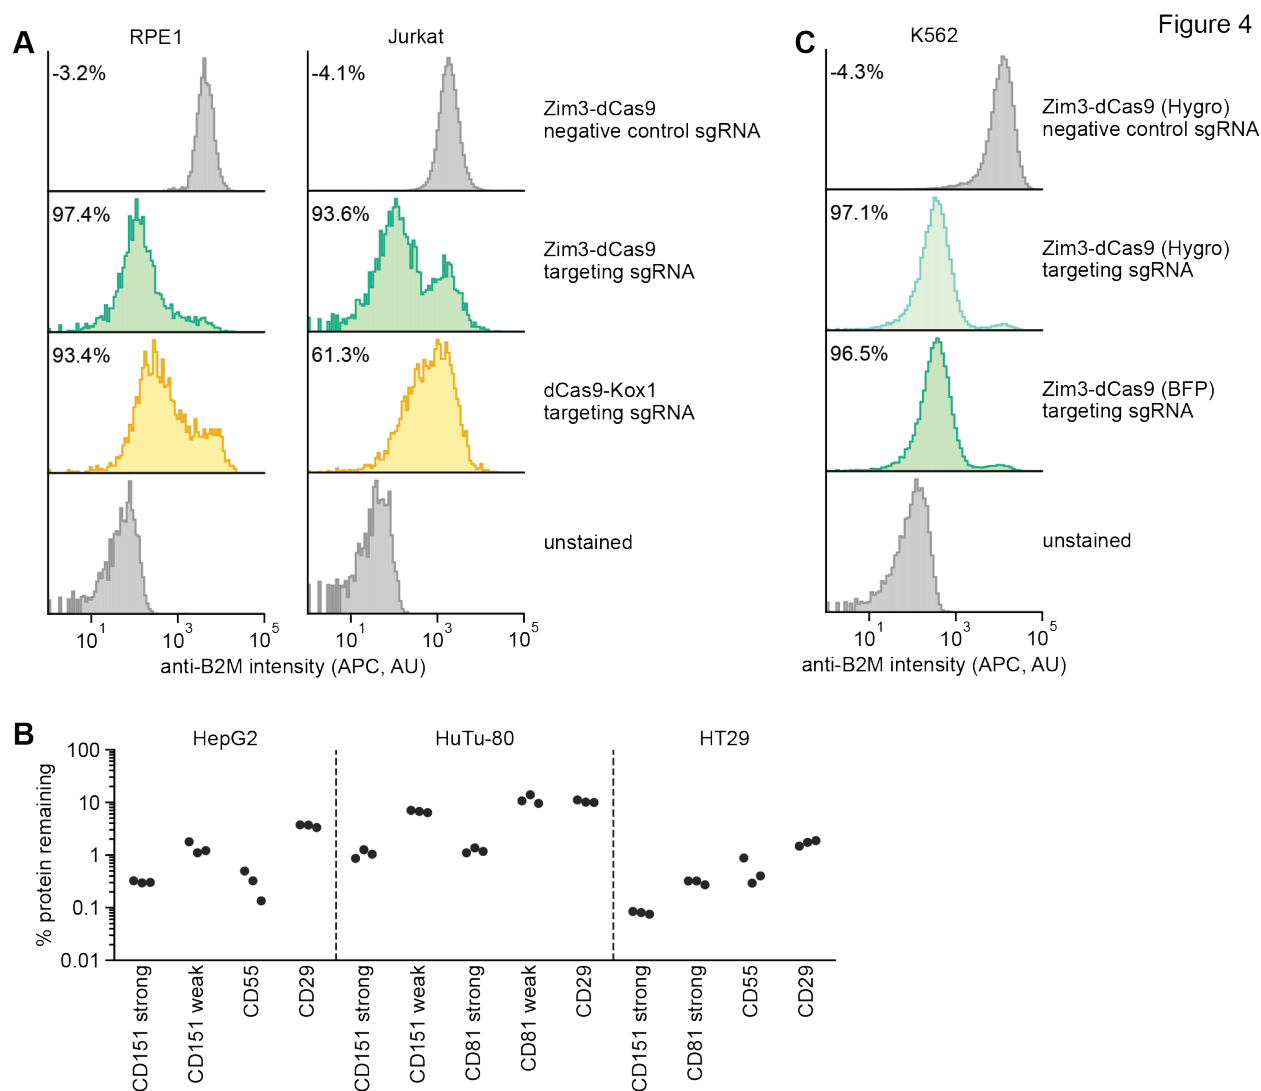 Figure 4
A
RPE1
Jurkat
-3.2%
-4.1%
Zim3-dCas9
negative control sgRNA
97.4%
93.6%
Zim3-dCas9
targeting sgRNA
93.4%
61.3%
dCas9-Kox1
targeting sgRNA
unstained
10^1
10^3
10^5
10^1
10^3
10^5
anti-B2M intensity (APC, AU)
C
K562
-4.3%
Zim3-dCas9 (Hygro)
negative control sgRNA
97.1%
Zim3-dCas9 (Hygro)
targeting sgRNA
96.5%
Zim3-dCas9 (BFP)
targeting sgRNA
unstained
10^1
10^3
10^5
anti-B2M intensity (APC, AU)
B
HepG2
HuTu-80
HT29
% protein remaining
100
10
1
0.1
0.01
CD151 strong
CD151 weak
CD55
CD29
CD151 strong
CD151 weak
CD81 strong
CD81 weak
CD29
CD151 strong
CD81 strong
CD55
CD29